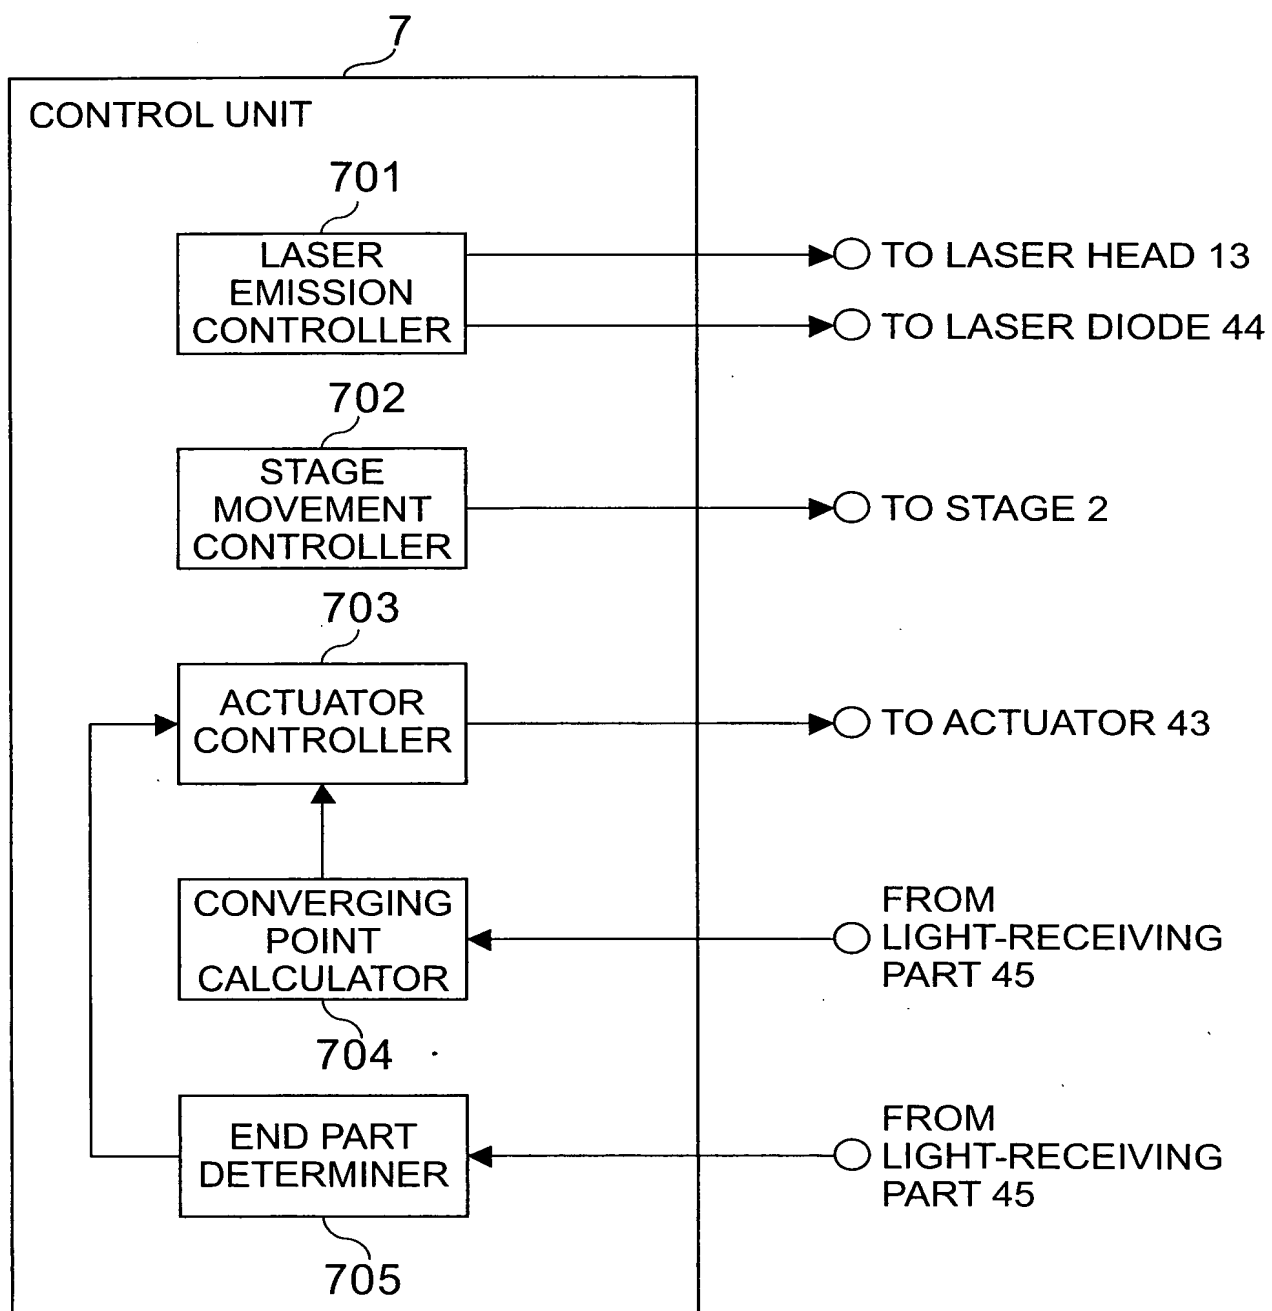 7
CONTROL UNIT
701
LASER
EMISSION
CONTROLLER
TO LASER HEAD 13
TO LASER DIODE 44
702
STAGE
MOVEMENT
CONTROLLER
TO STAGE 2
703
ACTUATOR
CONTROLLER
TO ACTUATOR 43
CONVERGING
POINT
CALCULATOR
704
FROM
LIGHT-RECEIVING
PART 45
END PART
DETERMINER
705
FROM
LIGHT-RECEIVING
PART 45